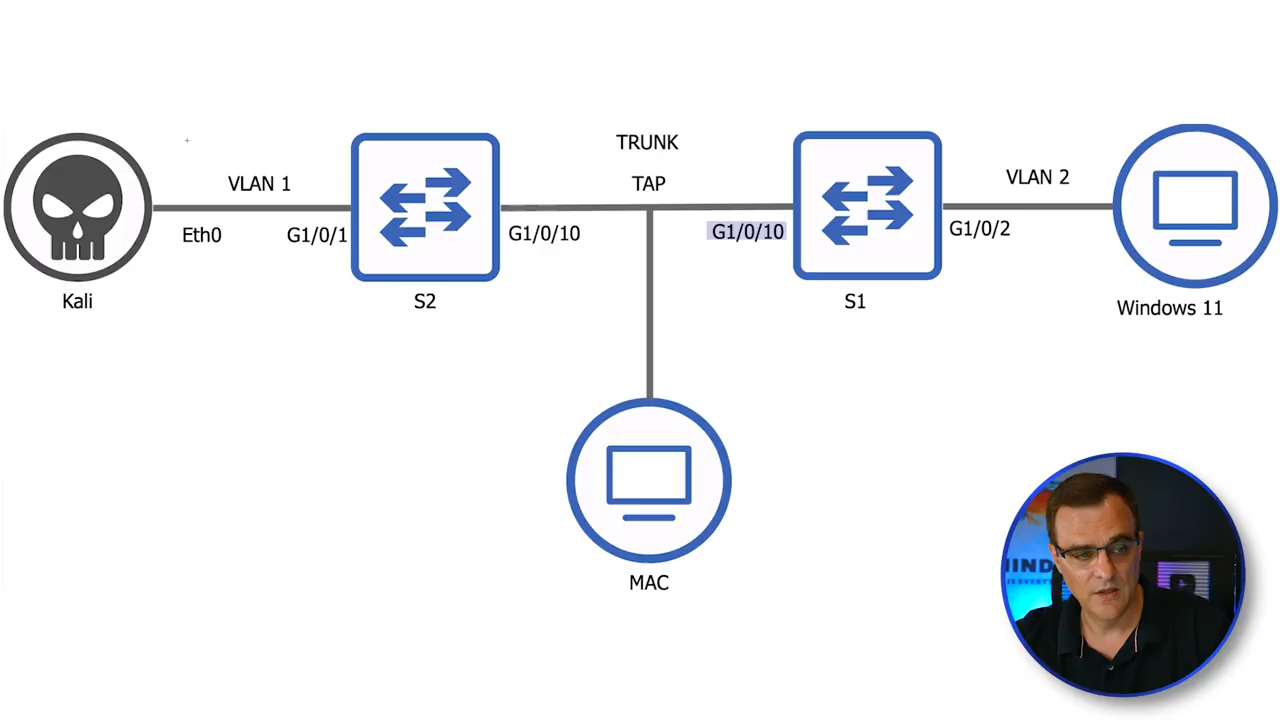 TRUNK
VLAN 1
TAP
VLAN 2
Eth0
G1/0/1
G1/0/10
G1/0/10
G1/0/2
Kali
S2
S1
Windows 11
MAC